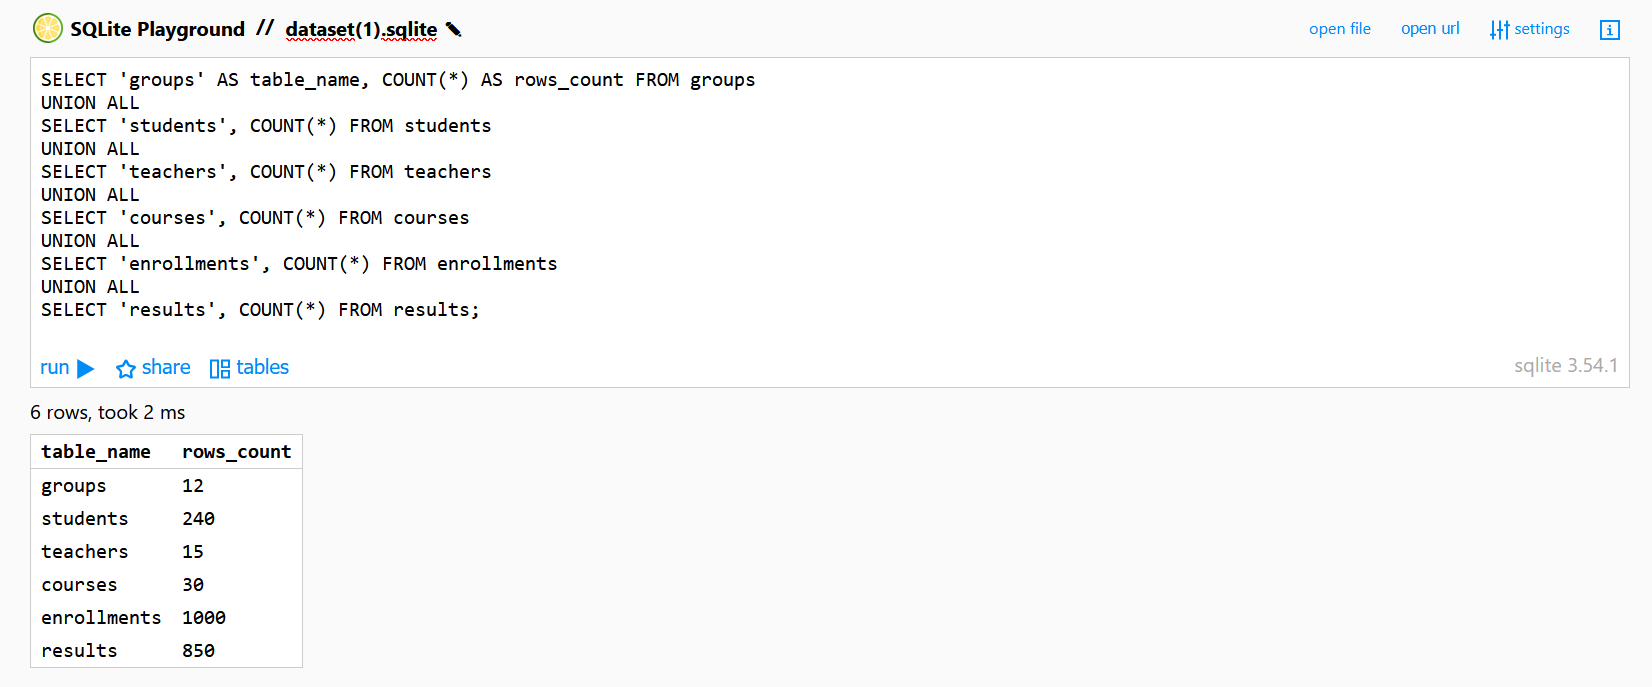 SQLite Playground // dataset(1).sqlite
open file open url settings
SELECT 'groups' AS table_name, COUNT(*) AS rows_count FROM groups
UNION ALL
SELECT 'students', COUNT(*) FROM students
UNION ALL
SELECT 'teachers', COUNT(*) FROM teachers
UNION ALL
SELECT 'courses', COUNT(*) FROM courses
UNION ALL
SELECT 'enrollments', COUNT(*) FROM enrollments
UNION ALL
SELECT 'results', COUNT(*) FROM results;
run share tables
sqlite 3.54.1
6 rows, took 2 ms
table_name rows_count
groups 12
students 240
teachers 15
courses 30
enrollments 1000
results 850